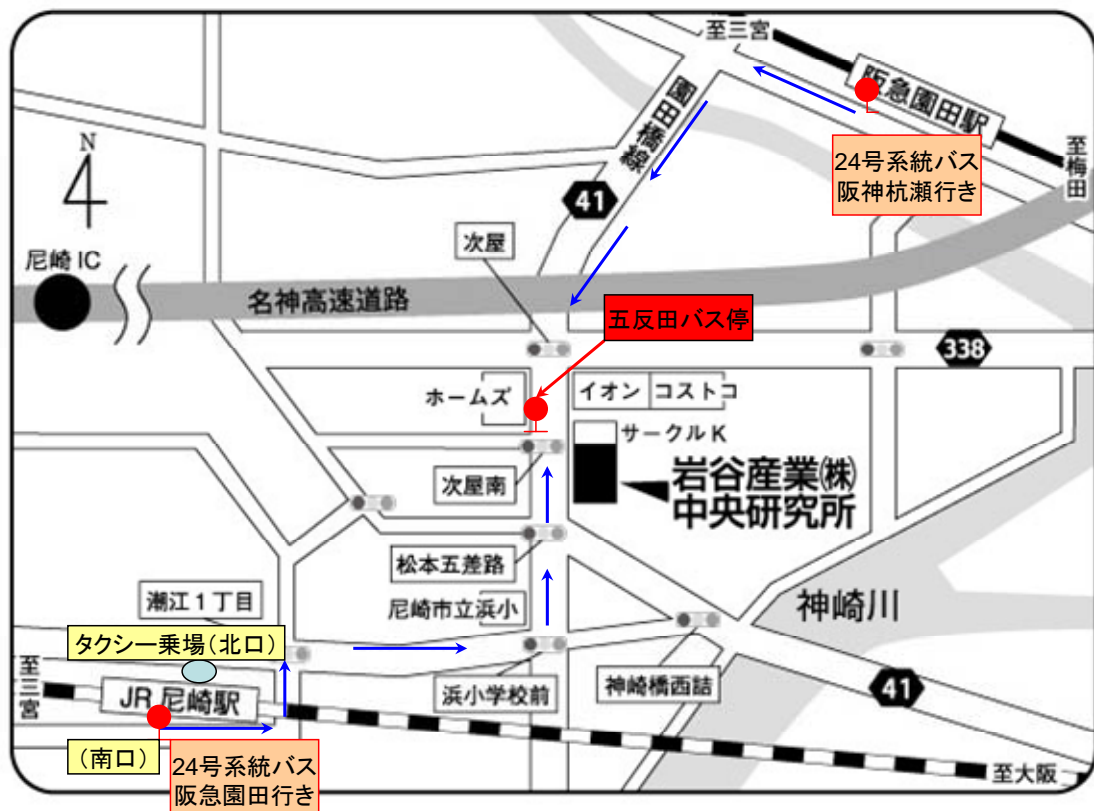 至三宮
阪急園田駅
園田橋線
24号系統バス
阪神杭瀬行き
至梅田
N
41
次屋
尼崎IC
名神高速道路
五反田バス停
338
ホームズ
イオン
コストコ
サークルK
次屋南
岩谷産業㈱
中央研究所
松本五差路
潮江1丁目
尼崎市立浜小
神崎川
タクシー乗場(北口)
至三宮
JR 尼崎駅
浜小学校前
神崎橋西詰
41
(南口)
24号系統バス
阪急園田行き
至大阪